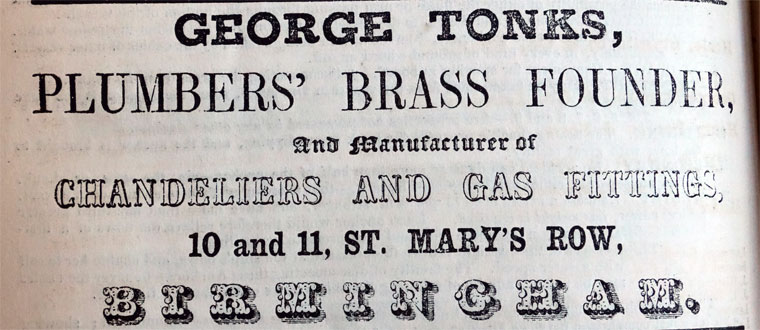 GEORGE TONKS,
PLUMBERS' BRASS FOUNDER,
And Manufacturer of
CHANDELIERS AND GAS FITTINGS,
10 and 11, ST. MARY'S ROW,
BIRMINGHAM.